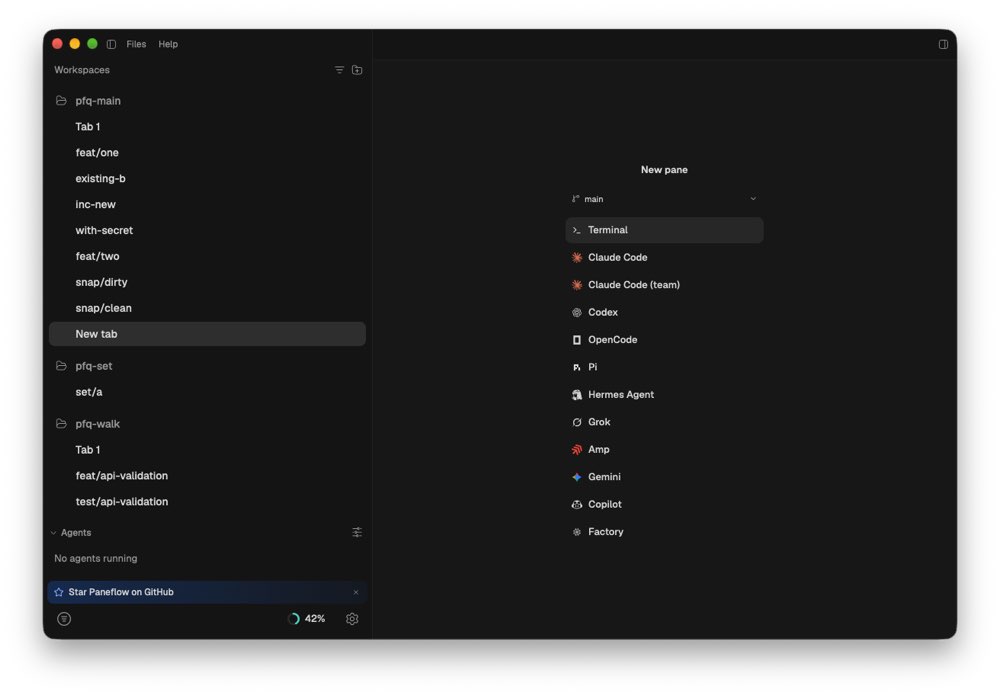 Files Help
Workspaces
pfq-main
Tab 1
feat/one
existing-b
inc-new
with-secret
feat/two
snap/dirty
snap/clean
New tab
pfq-set
set/a
pfq-walk
Tab 1
feat/api-validation
test/api-validation
Agents
No agents running
Star Paneflow on GitHub
42%
New pane
main
Terminal
Claude Code
Claude Code (team)
Codex
OpenCode
Pi
Hermes Agent
Grok
Amp
Gemini
Copilot
Factory